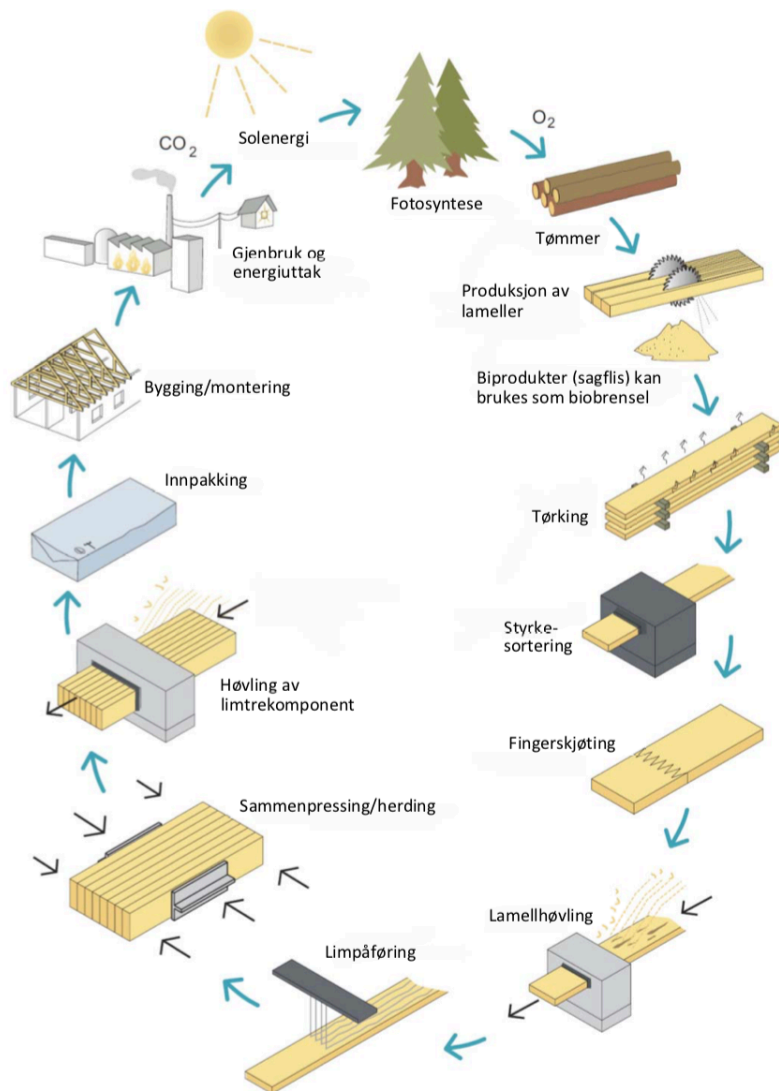 Solenergi
Fotosyntese
O₂
Tømmer
Produksjon av
lameller
Biprodukter (sagflis) kan
brukes som biobrensel
Tørking
Styrke-
sortering
Fingerskjøting
Lamellhøvling
Limpåføring
Sammenpressing/herding
Høvling av
limtrekomponent
Innpakking
Bygging/montering
Gjenbruk og
energiuttak
CO₂